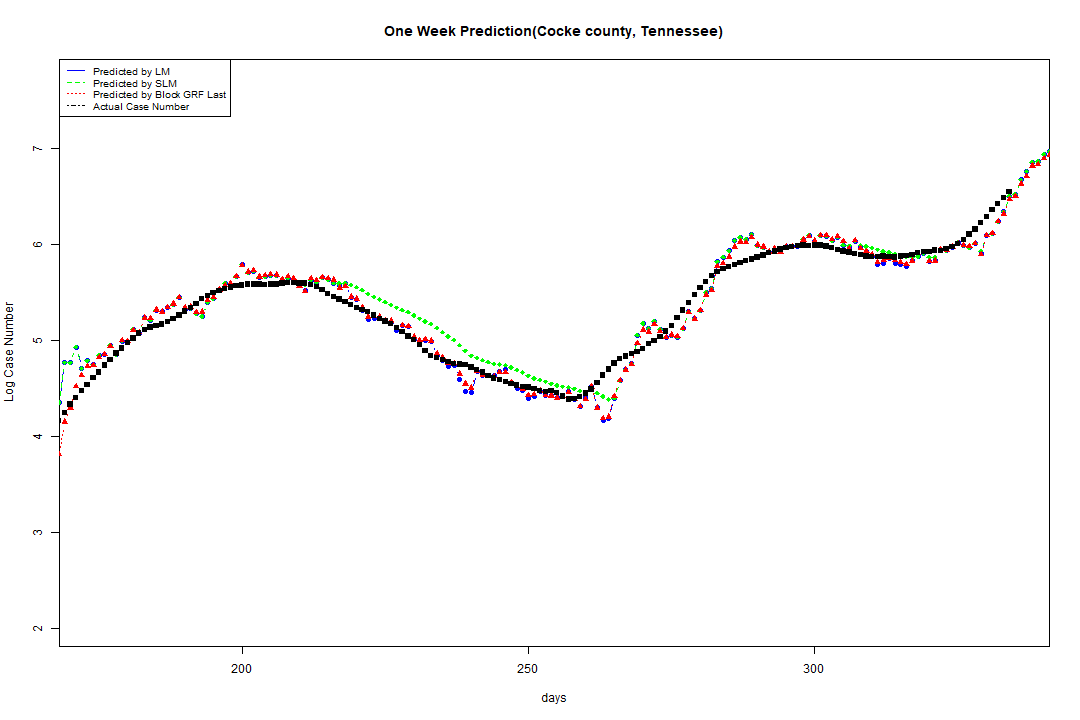 One Week Prediction(Cocke county, Tennessee)
Predicted by LM
Predicted by SLM
Predicted by Block GRF Last
Actual Case Number
7
6
5
4
3
2
Log Case Number
200 250 300
days